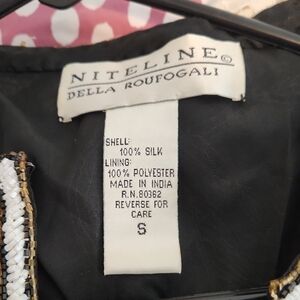 NITELINE©
DELLA ROUFOGALI
SHELL:
100% SILK
LINING:
100% POLYESTER
MADE IN INDIA
R.N. 80362
REVERSE FOR
CARE
S